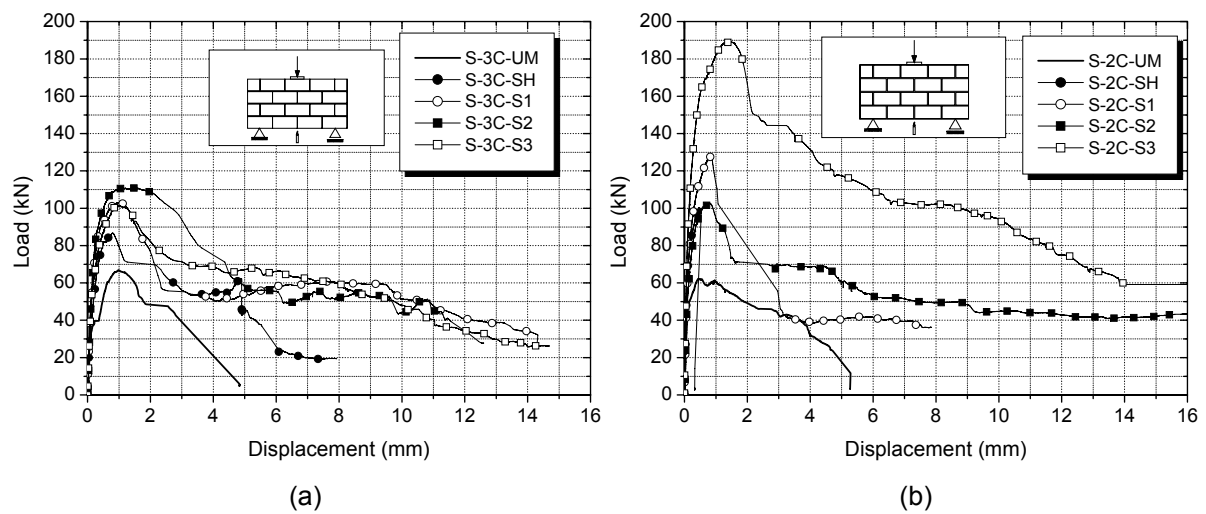 200
180
160
140
120
100
80
60
40
20
0
Load (kN)
0 2 4 6 8 10 12 14 16
Displacement (mm)
S-3C-UM
S-3C-SH
S-3C-S1
S-3C-S2
S-3C-S3
(a)
200
180
160
140
120
100
80
60
40
20
0
Load (kN)
0 2 4 6 8 10 12 14 16
Displacement (mm)
S-2C-UM
S-2C-SH
S-2C-S1
S-2C-S2
S-2C-S3
(b)